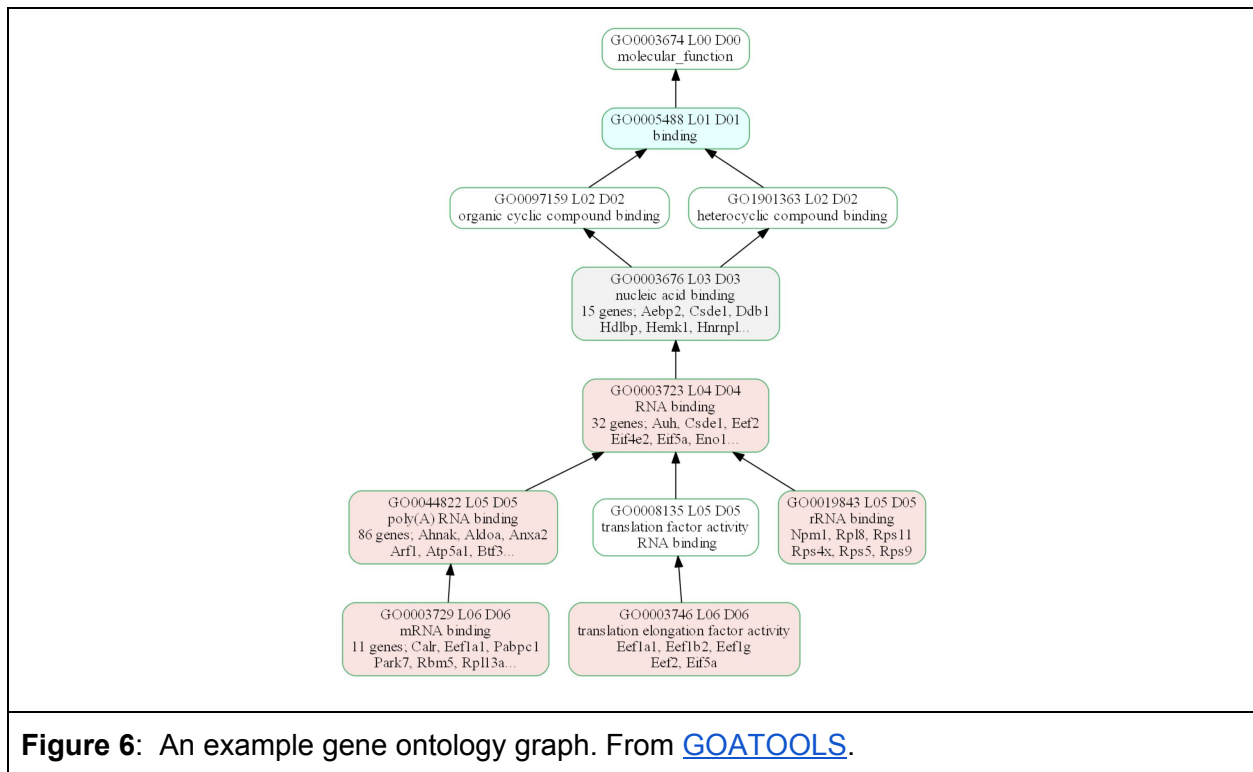 GO0003674 L00 D00
molecular_function
GO0005488 L01 D01
binding
GO0097159 L02 D02
organic cyclic compound binding
GO1901363 L02 D02
heterocyclic compound binding
GO0003676 L03 D03
nucleic acid binding
15 genes; Aebp2, Csde1, Ddb1
Hdlbp, Hemk1, Hnrnpl...
GO0003723 L04 D04
RNA binding
32 genes; Auh, Csde1, Eef2
Eif4e2, Eif5a, Eno1...
GO0044822 L05 D05
poly(A) RNA binding
86 genes; Ahnak, Aldoa, Anxa2
Arf1, Atp5a1, Btf3...
GO0008135 L05 D05
translation factor activity
RNA binding
GO0019843 L05 D05
rRNA binding
Npm1, Rpl8, Rps11
Rps4x, Rps5, Rps9
GO0003729 L06 D06
mRNA binding
11 genes; Calr, Eef1a1, Pabpc1
Park7, Rbm5, Rpl13a...
GO0003746 L06 D06
translation elongation factor activity
Eef1a1, Eef1b2, Eef1g
Eef2, Eif5a
Figure 6: An example gene ontology graph. From GOATOOLS.